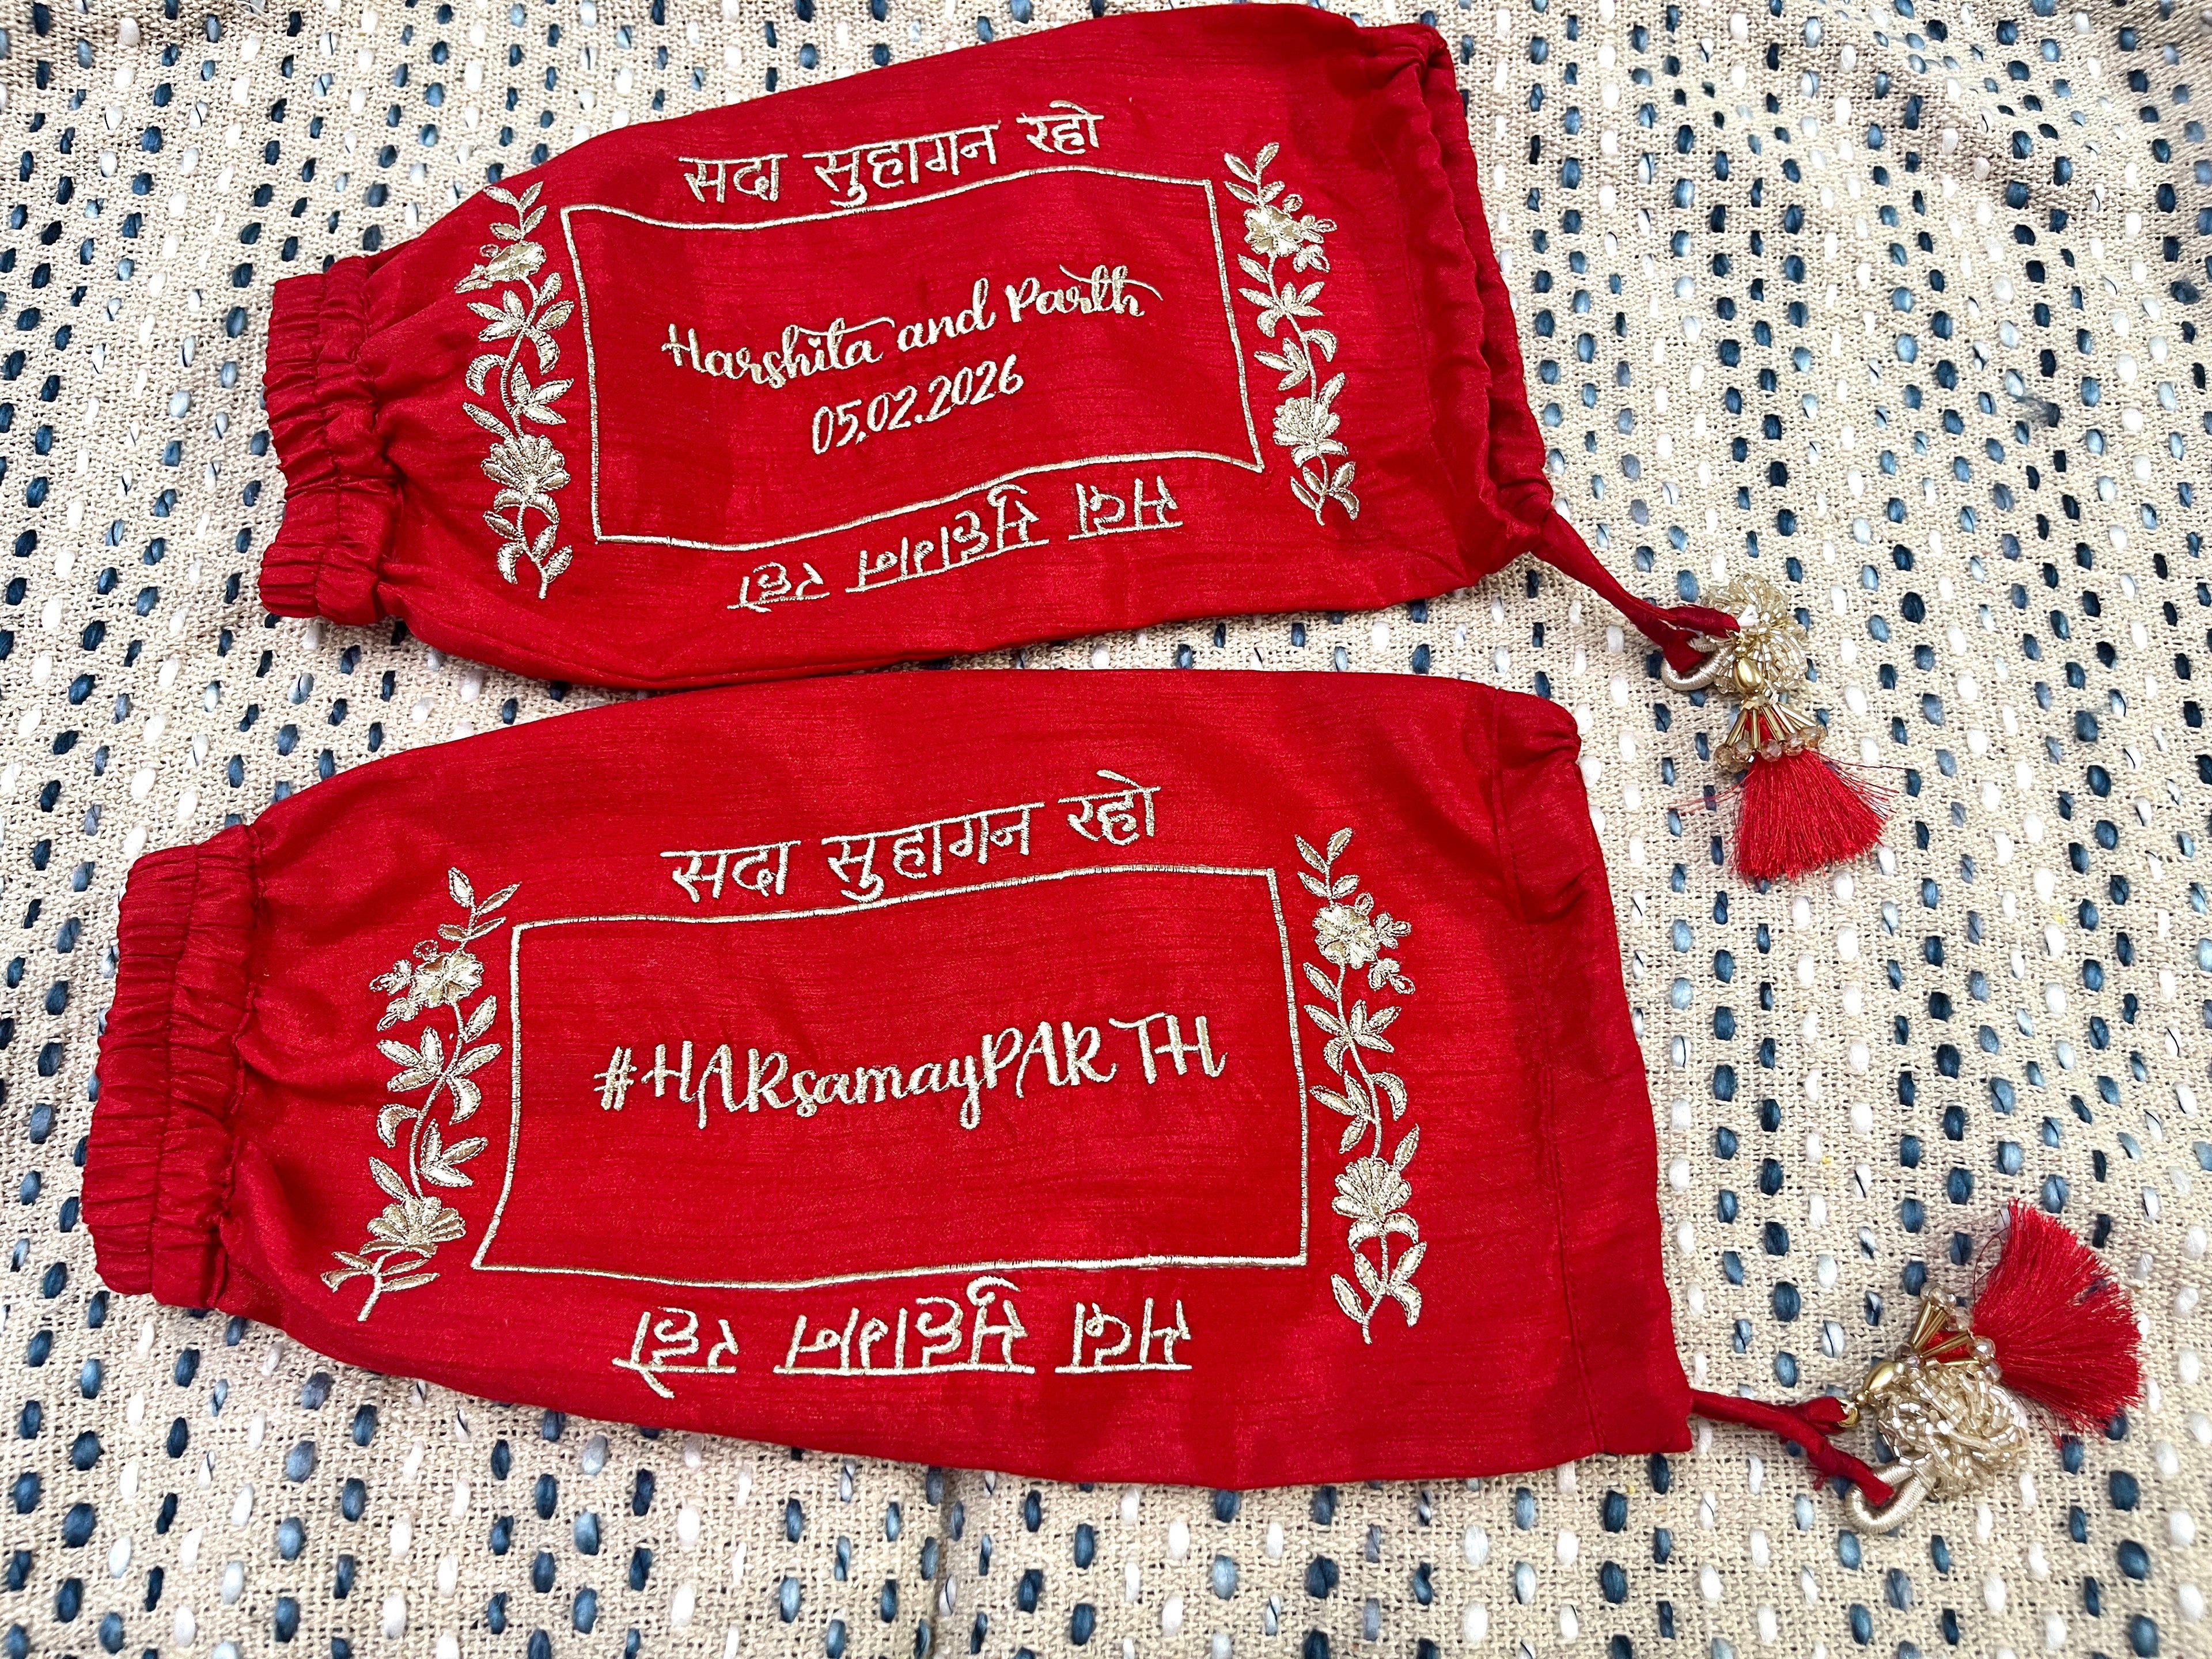 सदा सुहागन रहो
Harshita and Parth
05.02.2026
सदा सुहागन रहो
सदा सुहागन रहो
#HARsamayPARTH
सदा सुहागन रहो